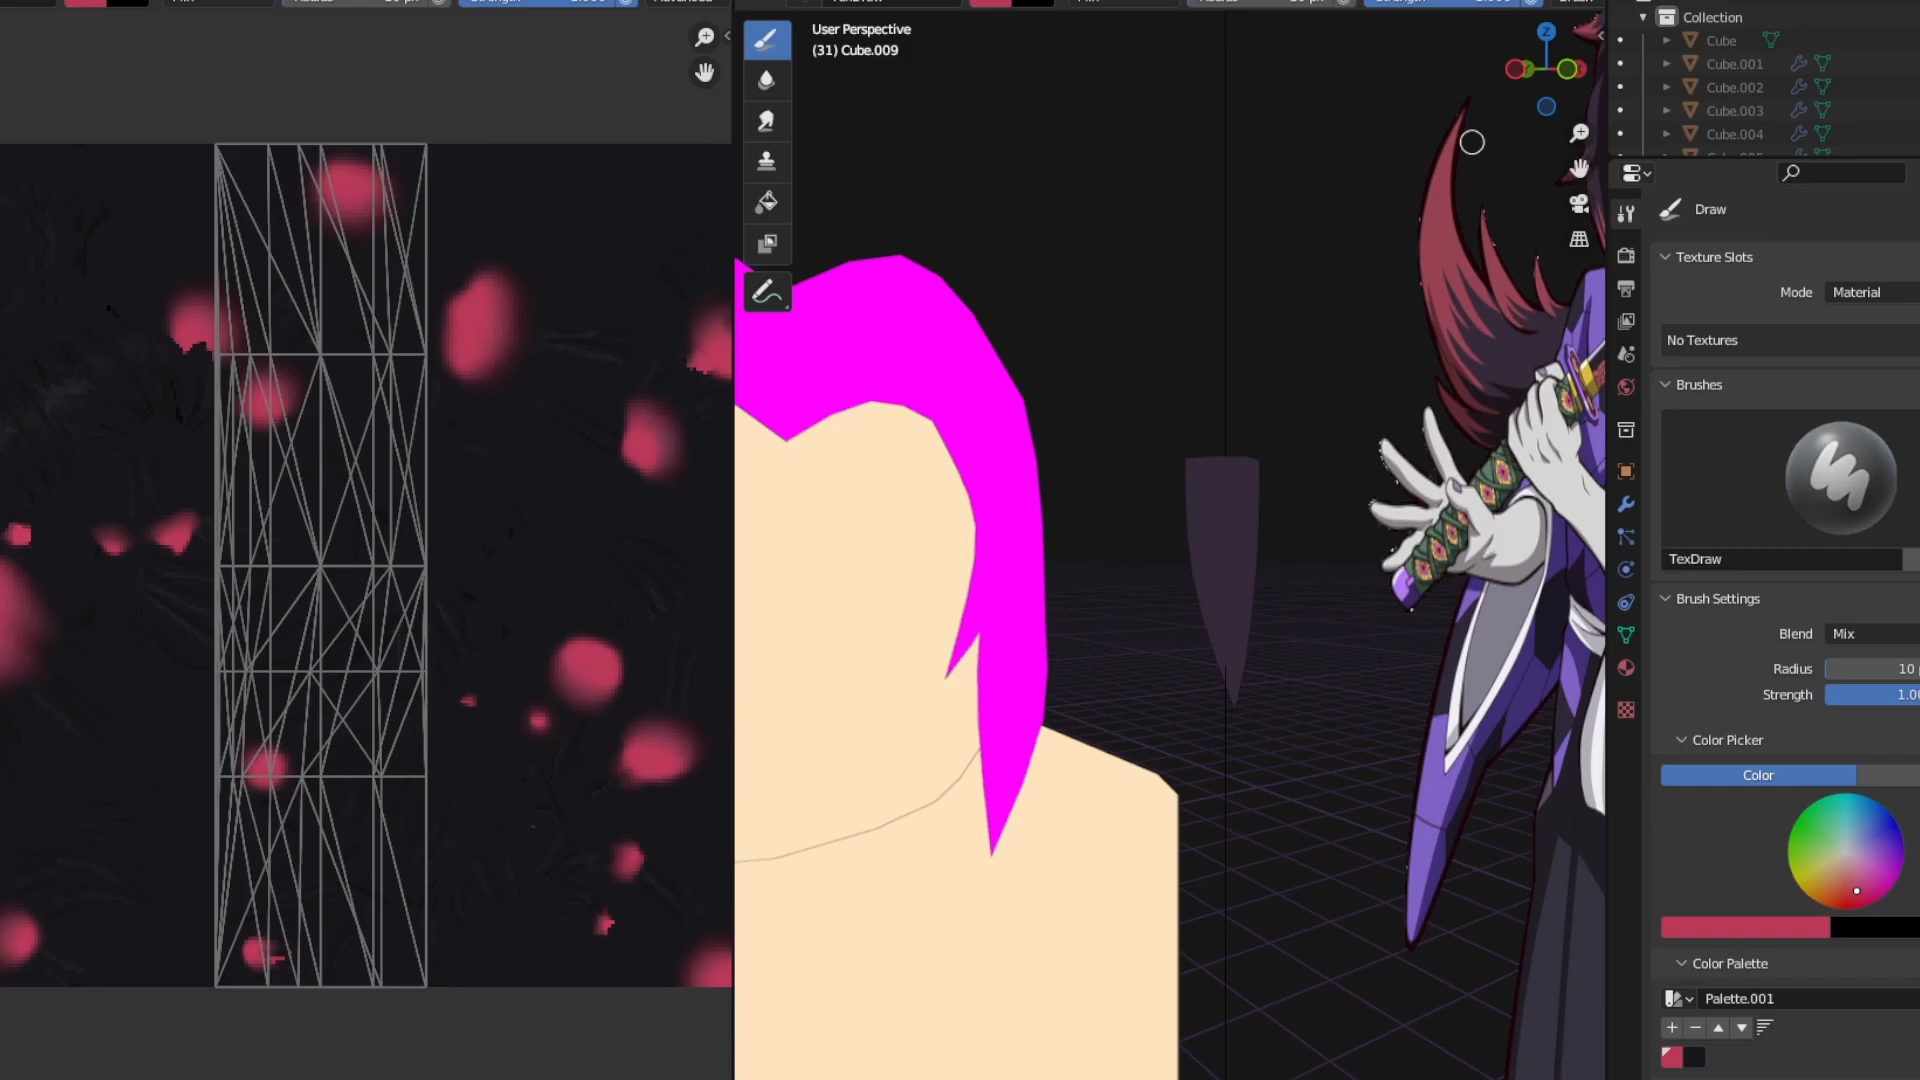 User Perspective
(31) Cube.009
Z
Collection
Cube
Cube.001
Cube.002
Cube.003
Cube.004
Draw
Texture Slots
Mode
Material
No Textures
Brushes
TexDraw
Brush Settings
Blend
Mix
Radius
10
Strength
1.0
Color Picker
Color
Color Palette
Palette.001